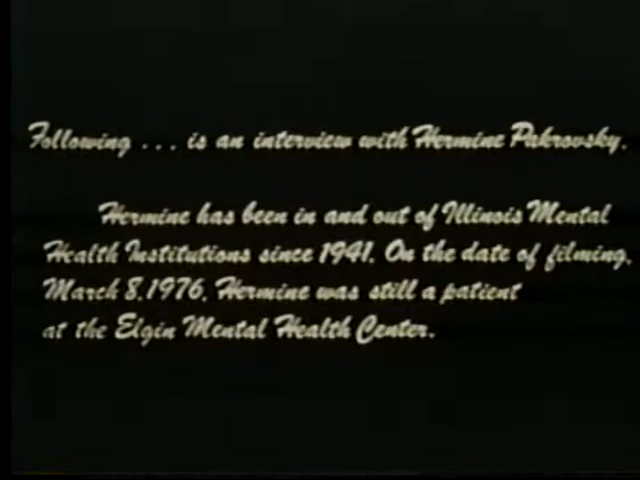 Following ... is an interview with Hermine Pakrovsky.
Hermine has been in and out of Illinois Mental
Health Institutions since 1941. On the date of filming,
March 8, 1976, Hermine was still a patient
at the Elgin Mental Health Center.